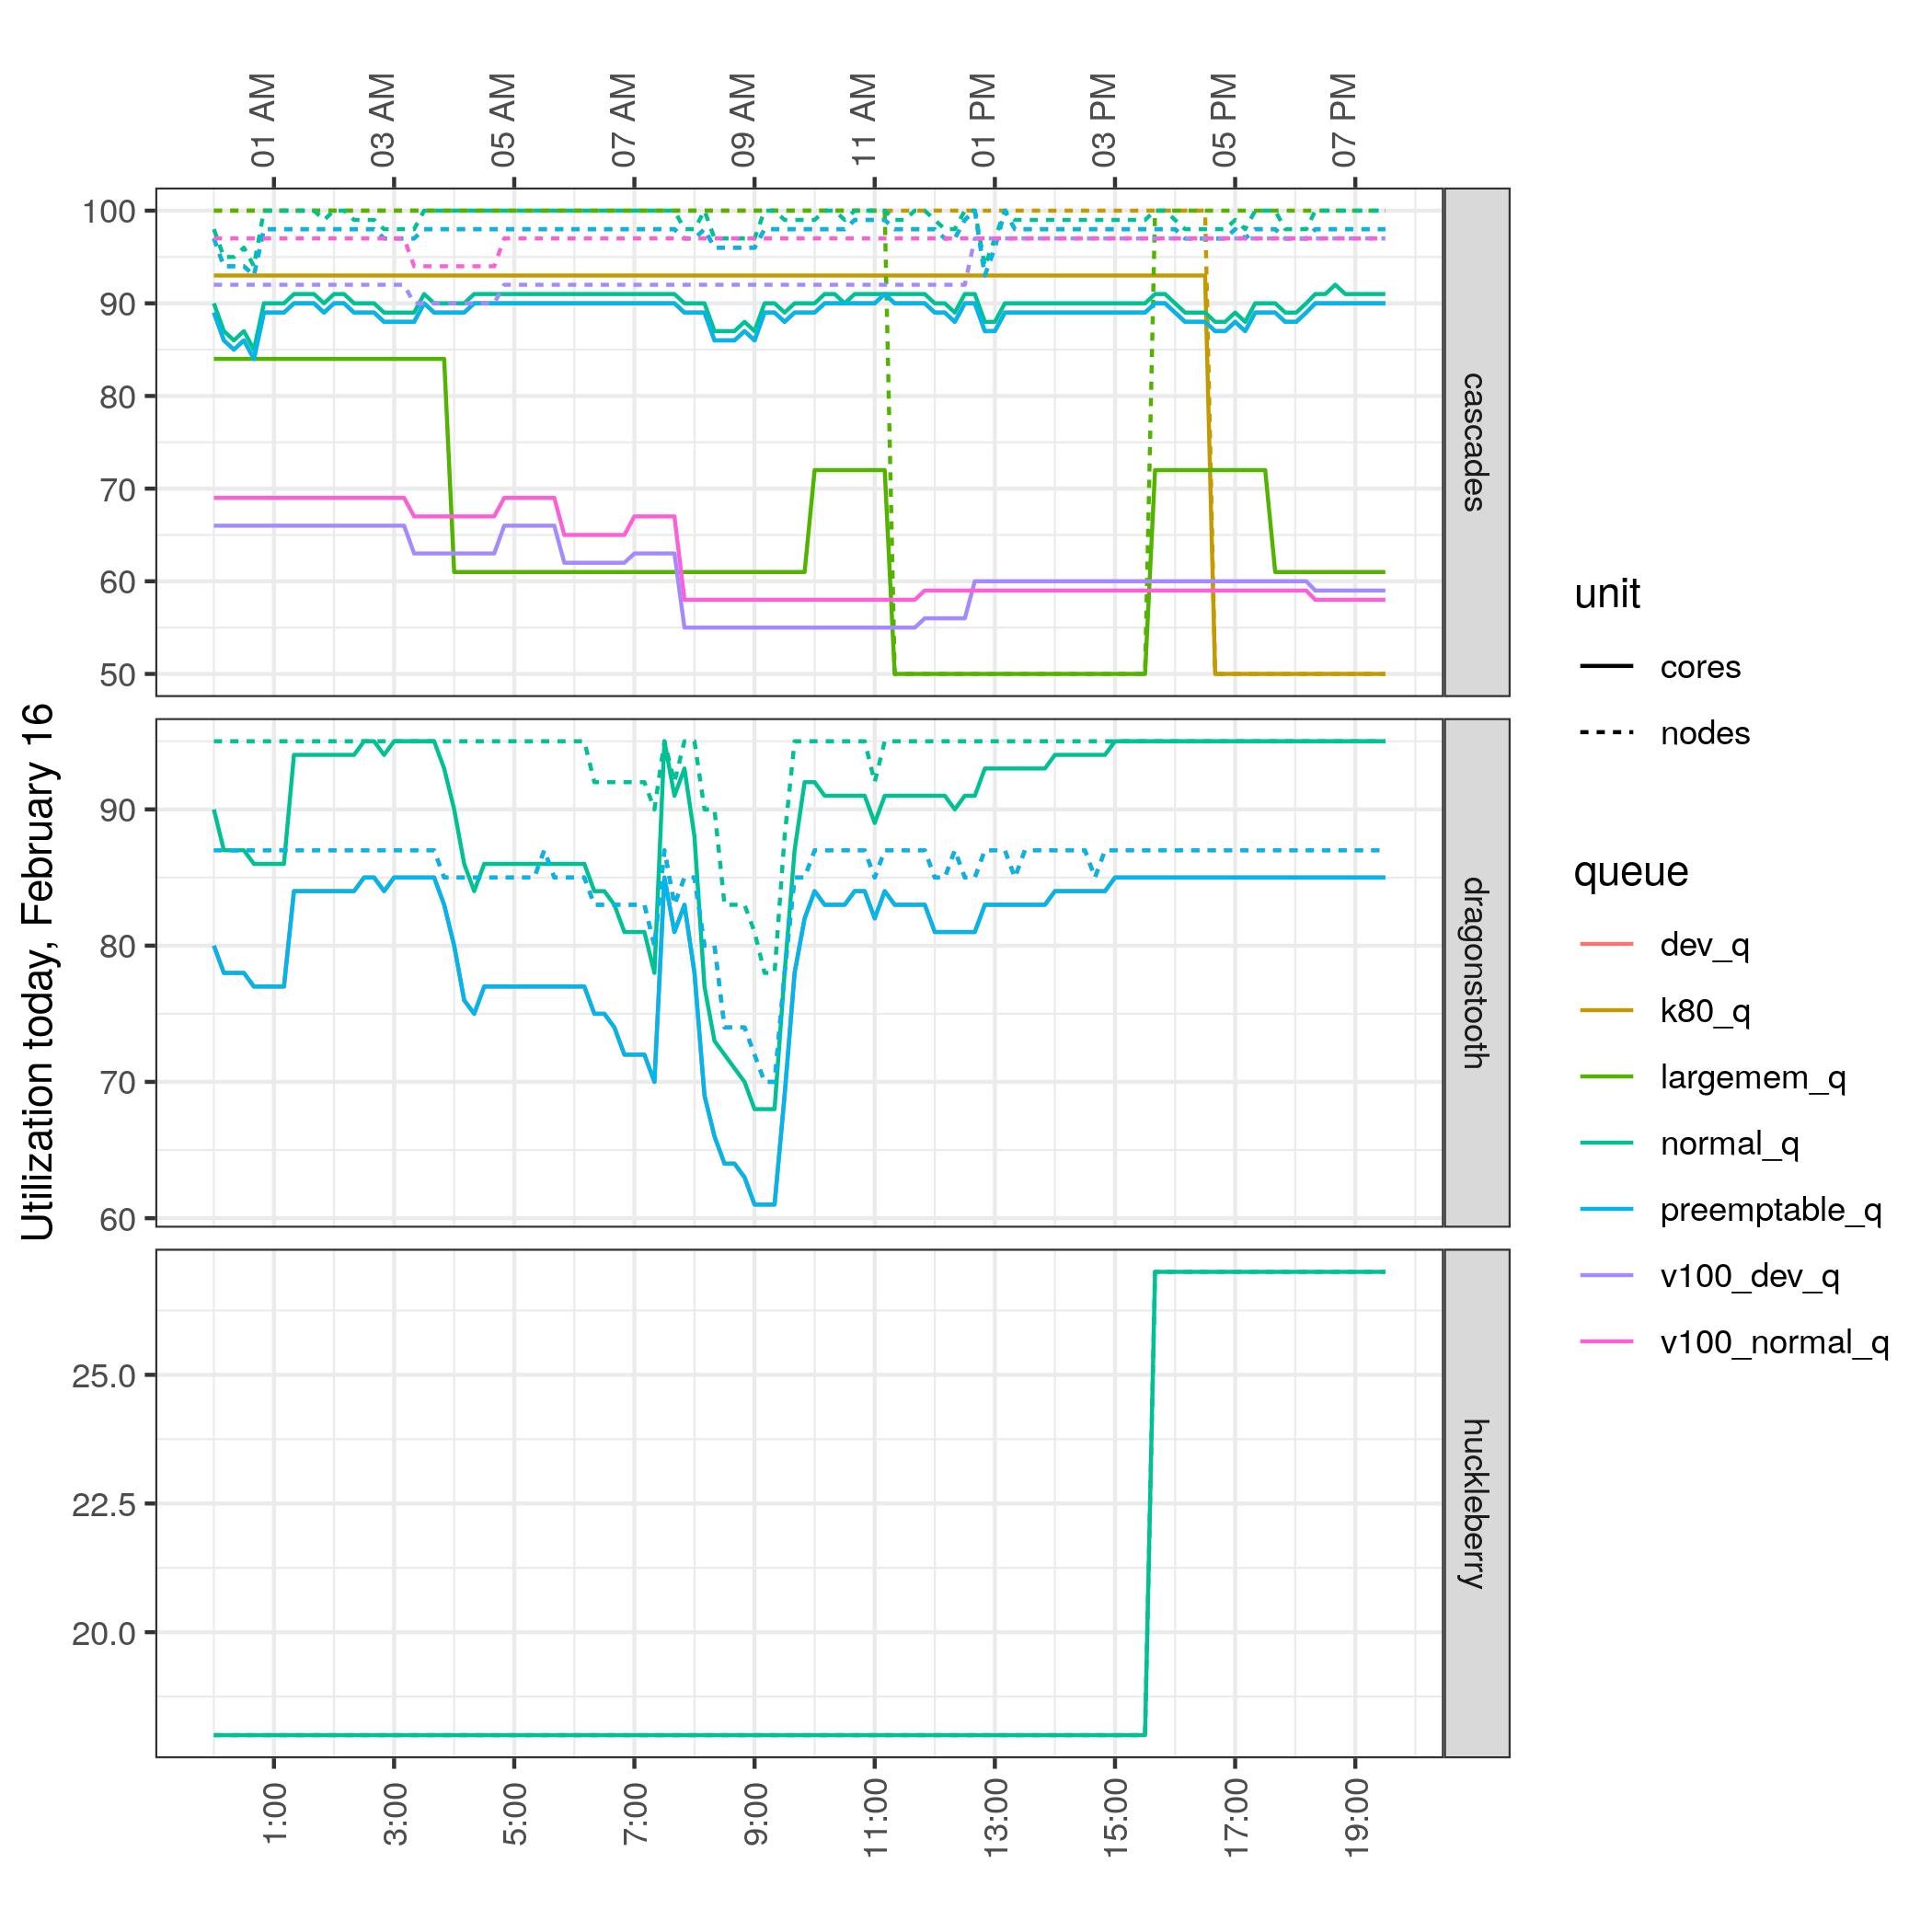 01 AM
03 AM
05 AM
07 AM
09 AM
11 AM
01 PM
03 PM
05 PM
07 PM
Utilization today, February 16
100
90
80
70
60
50
cascades
90
80
70
60
dragonstooth
25.0
22.5
20.0
huckleberry
1:00
3:00
5:00
7:00
9:00
11:00
13:00
15:00
17:00
19:00
unit
cores
nodes
queue
dev_q
k80_q
largemem_q
normal_q
preemptable_q
v100_dev_q
v100_normal_q